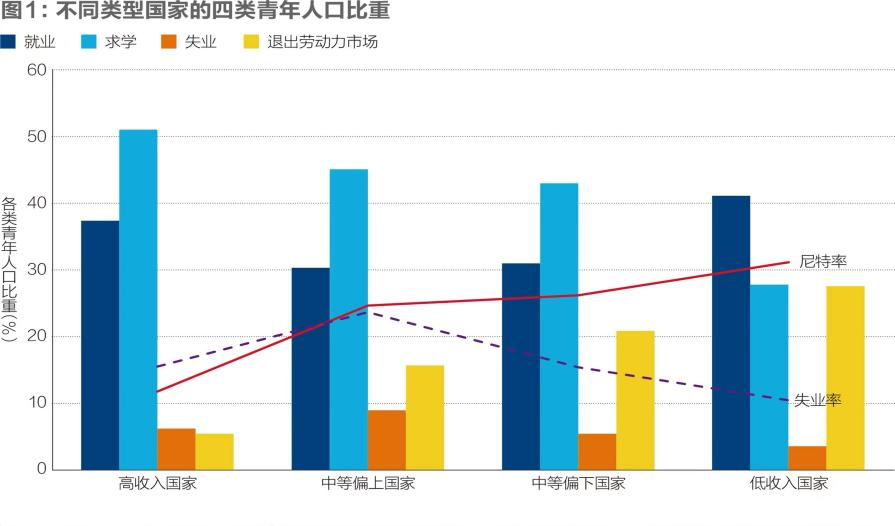 图1：不同类型国家的四类青年人口比重
就业 求学 失业 退出劳动力市场
各类青年人口比重(%)
60
50
40
30
20
10
0
尼特率
失业率
高收入国家 中等偏上国家 中等偏下国家 低收入国家